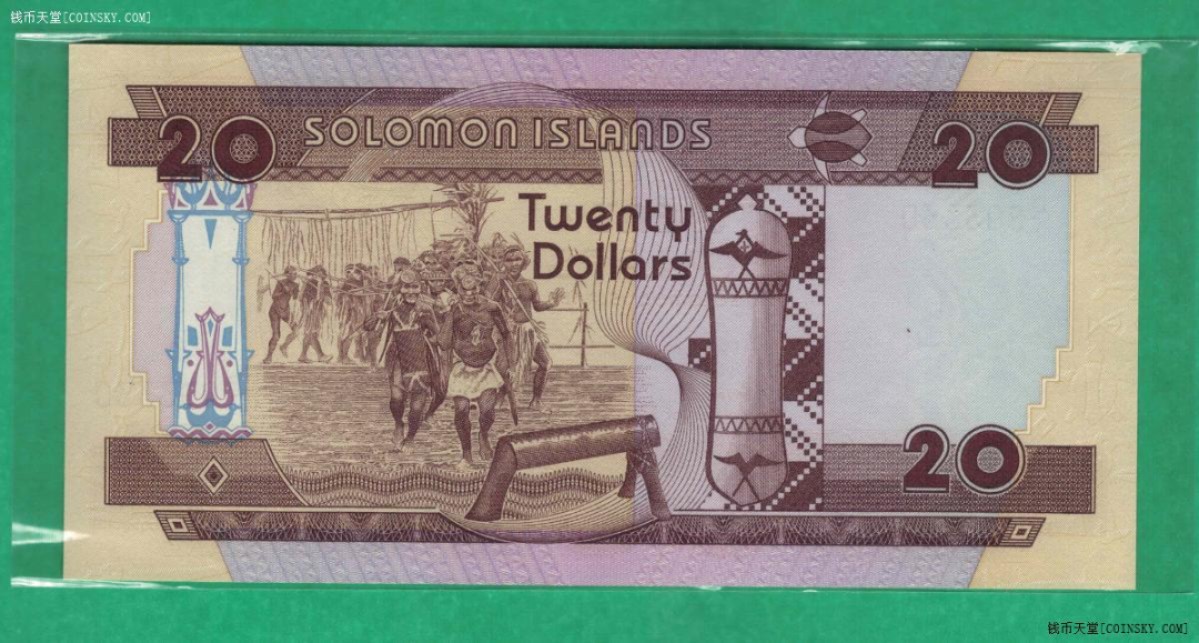 钱币天堂[COINSKY.COM]
20 SOLOMON ISLANDS 20
Twenty
Dollars
20
钱币天堂[COINSKY.COM]